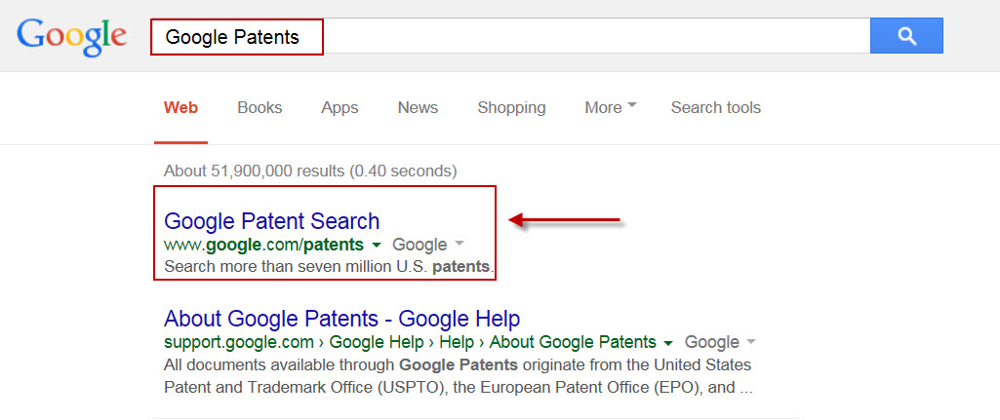 Google Google Patents
Web Books Apps News Shopping More Search tools
About 51,900,000 results (0.40 seconds)
Google Patent Search
www.google.com/patents Google
Search more than seven million U.S. patents.
About Google Patents - Google Help
support.google.com › Google Help › Help › About Google Patents Google
All documents available through Google Patents originate from the United States
Patent and Trademark Office (USPTO), the European Patent Office (EPO), and ...